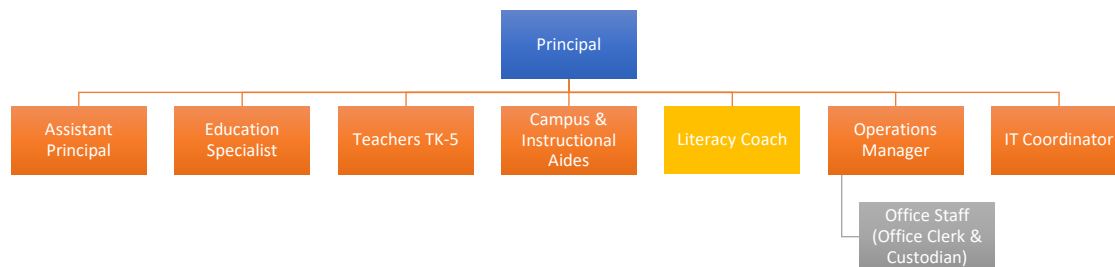 Principal
Assistant
Principal
Education
Specialist
Teachers TK-5
Campus &
Instructional
Aides
Literacy Coach
Operations
Manager
IT Coordinator
Office Staff
(Office Clerk &
Custodian)